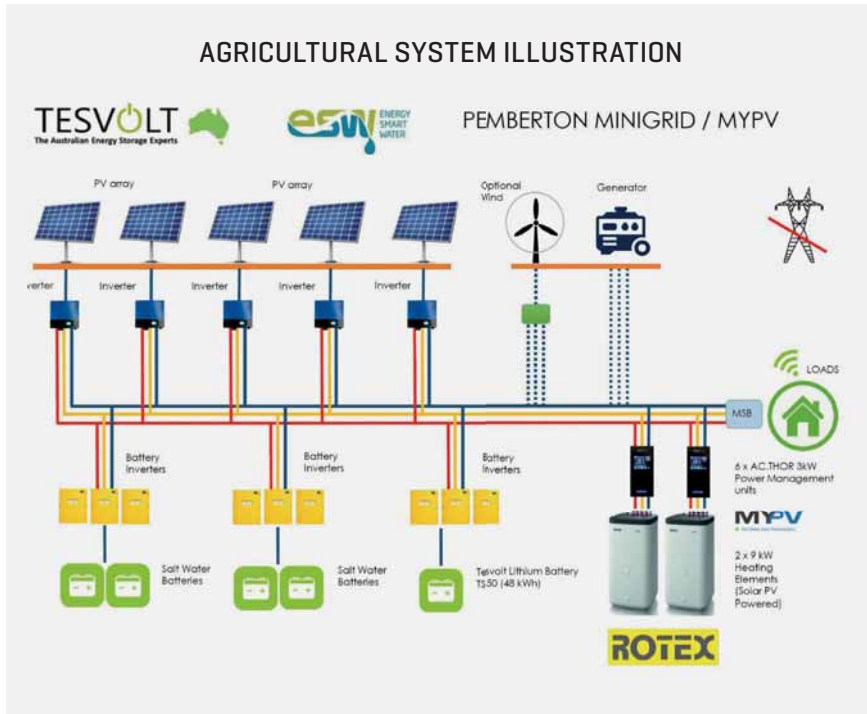 AGRICULTURAL SYSTEM ILLUSTRATION
TESVOLT
The Australian Energy Storage Experts
esw ENERGY
SMART
WATER
PEMBERTON MINIGRID / MYPV
PV array
PV array
Optional
Wind
Generator
verter
Inverter
Inverter
Inverter
Inverter
LOADS
MSB
Battery
Inverters
Battery
Inverters
Battery
Inverters
6 x AC.THOR 3kW
Power Management
units
MYPV
Salt Water
Batteries
Salt Water
Batteries
Tesvolt Lithium Battery
TS50 (48 kWh)
2 x 9 kW
Heating
Elements
(Solar PV
Powered)
ROTEX